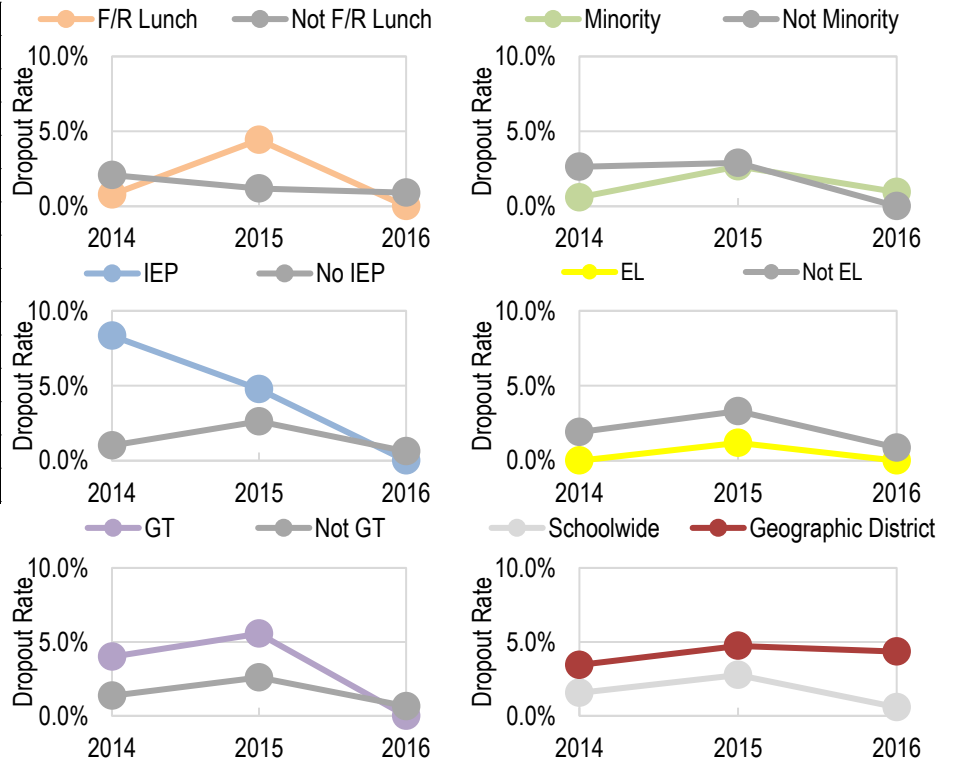 F/R Lunch Not F/R Lunch
Dropout Rate
10.0%
5.0%
0.0%
2014 2015 2016
Minority Not Minority
Dropout Rate
10.0%
5.0%
0.0%
2014 2015 2016
IEP No IEP
Dropout Rate
10.0%
5.0%
0.0%
2014 2015 2016
EL Not EL
Dropout Rate
10.0%
5.0%
0.0%
2014 2015 2016
GT Not GT
Dropout Rate
10.0%
5.0%
0.0%
2014 2015 2016
Schoolwide Geographic District
Dropout Rate
10.0%
5.0%
0.0%
2014 2015 2016